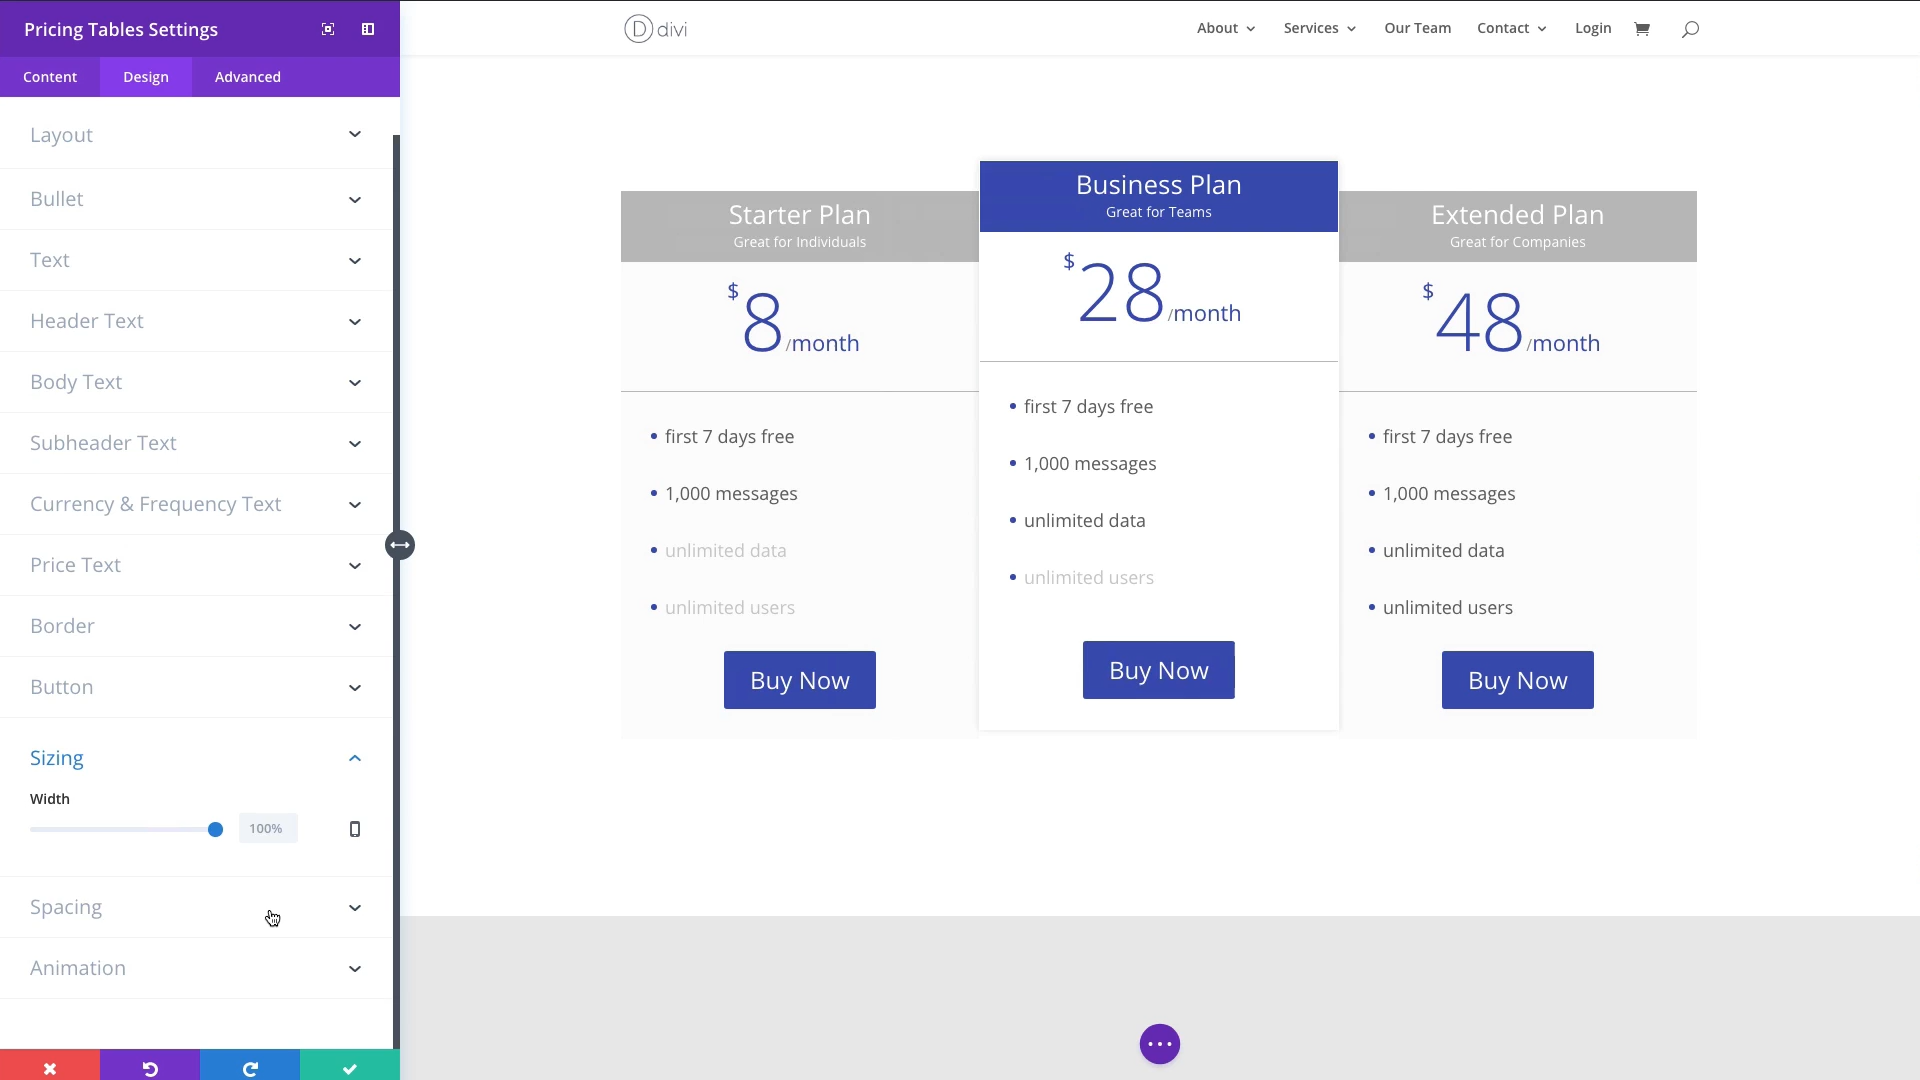 Pricing Tables Settings
Content Design Advanced
Layout
Bullet
Text
Header Text
Body Text
Subheader Text
Currency & Frequency Text
Price Text
Border
Button
Sizing
Width
100%
Spacing
Animation
D divi
About Services Our Team Contact Login
Starter Plan
Great for Individuals
$
8
/month
first 7 days free
1,000 messages
unlimited data
unlimited users
Buy Now
Business Plan
Great for Teams
$
28
/month
first 7 days free
1,000 messages
unlimited data
unlimited users
Buy Now
Extended Plan
Great for Companies
$
48
/month
first 7 days free
1,000 messages
unlimited data
unlimited users
Buy Now